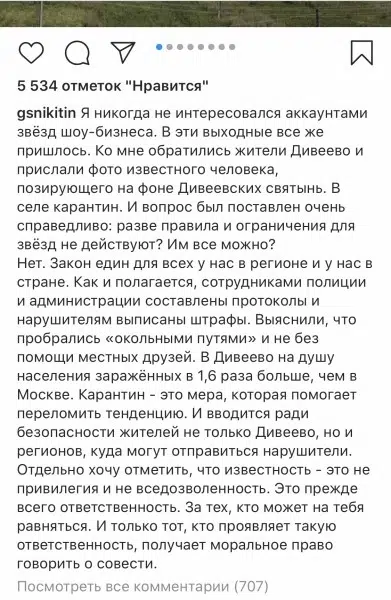 5 534 отметок "Нравится"
gsnikitin Я никогда не интересовался аккаунтами
звёзд шоу-бизнеса. В эти выходные все же
пришлось. Ко мне обратились жители Дивеево и
прислали фото известного человека,
позирующего на фоне Дивеевских святынь. В
селе карантин. И вопрос был поставлен очень
справедливо: разве правила и ограничения для
звёзд не действуют? Им все можно?
Нет. Закон един для всех у нас в регионе и у нас в
стране. Как и полагается, сотрудниками полиции
и администрации составлены протоколы и
нарушителям выписаны штрафы. Выяснили, что
пробрались «окольными путями» и не без
помощи местных друзей. В Дивеево на душу
населения заражённых в 1,6 раза больше, чем в
Москве. Карантин - это мера, которая помогает
переломить тенденцию. И вводится ради
безопасности жителей не только Дивеево, но и
регионов, куда могут отправиться нарушители.
Отдельно хочу отметить, что известность - это не
привилегия и не вседозволенность. Это прежде
всего ответственность. За тех, кто может на тебя
равняться. И только тот, кто проявляет такую
ответственность, получает моральное право
говорить о совести.
Посмотреть все комментарии (707)